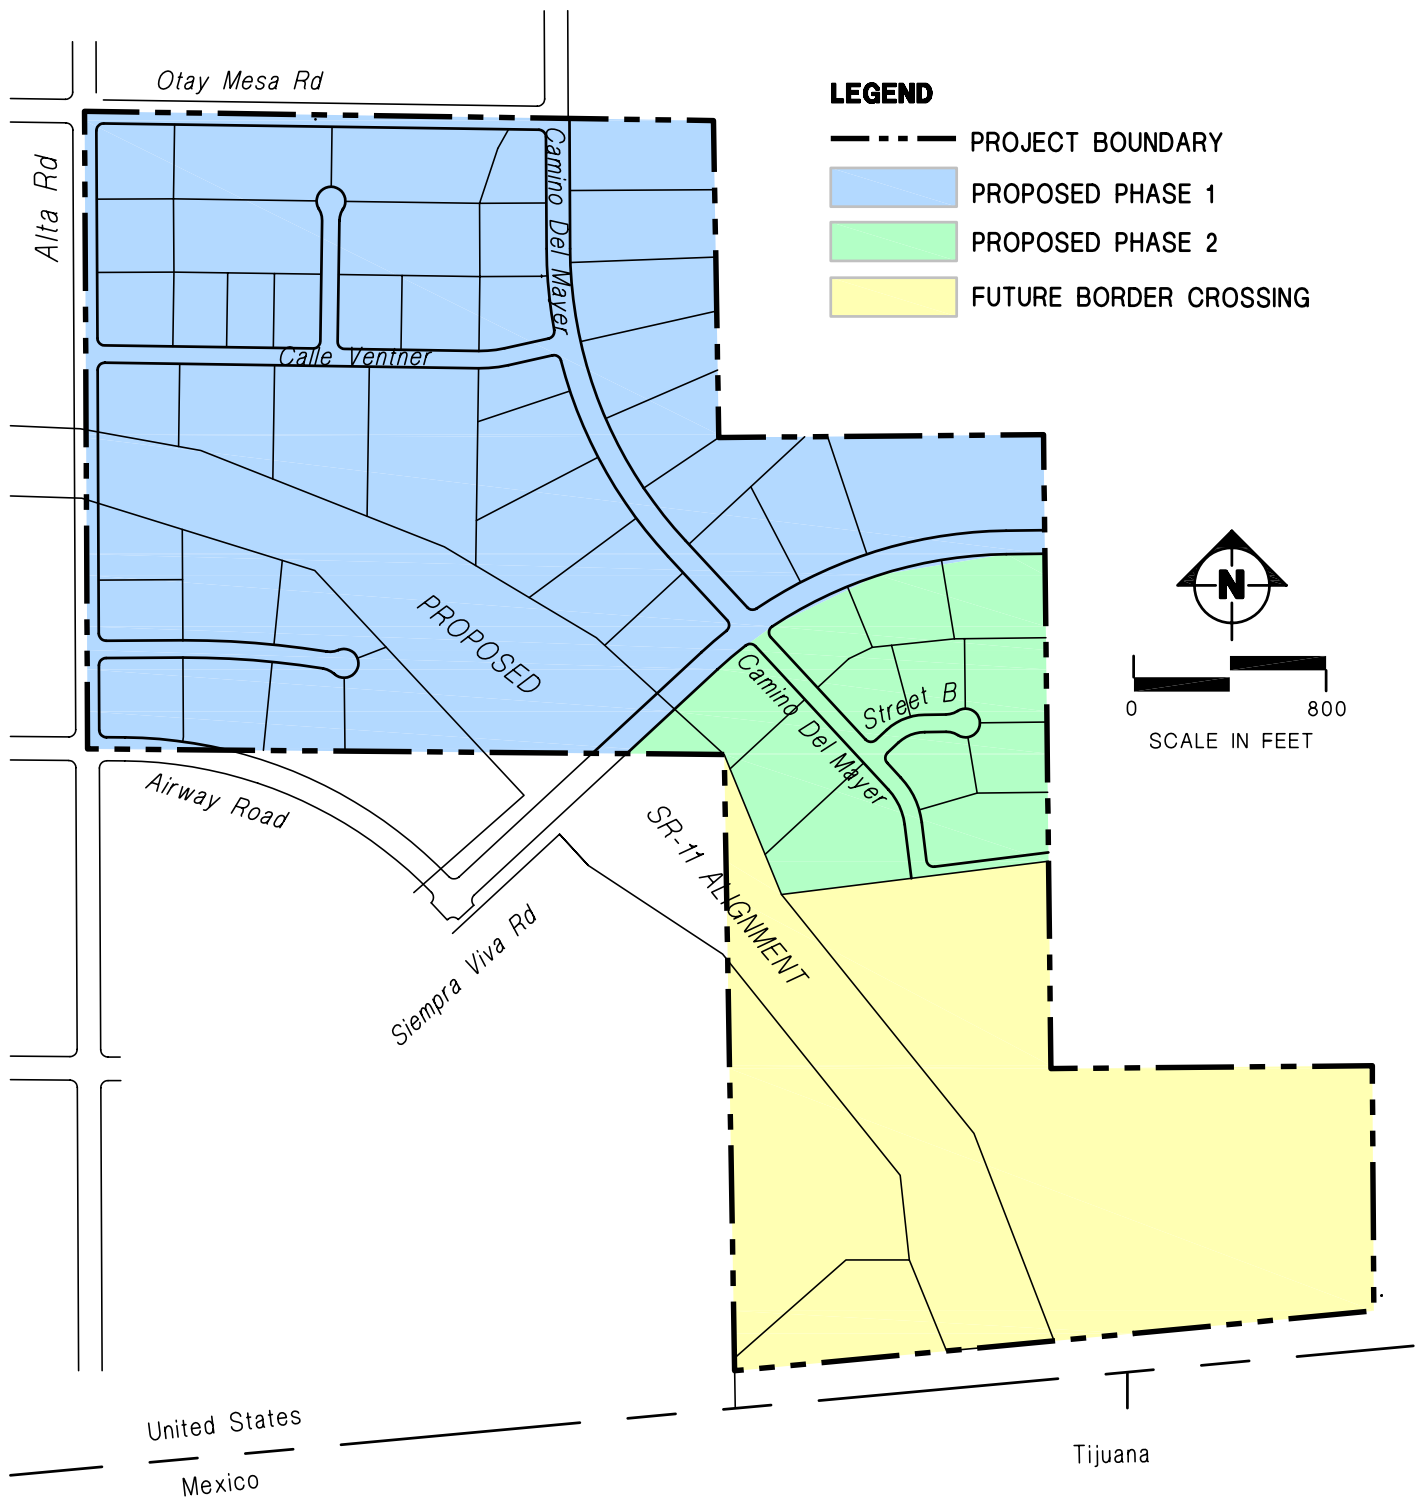 Otay Mesa Rd
Alta Rd
Camino Del Mayer
Calle Ventner
LEGEND
PROJECT BOUNDARY
PROPOSED PHASE 1
PROPOSED PHASE 2
FUTURE BORDER CROSSING
N
0 800
SCALE IN FEET
PROPOSED
Camino Del Mayer
Street B
Airway Road
SR-11 ALIGNMENT
Siempra Viva Rd
United States
Mexico
Tijuana